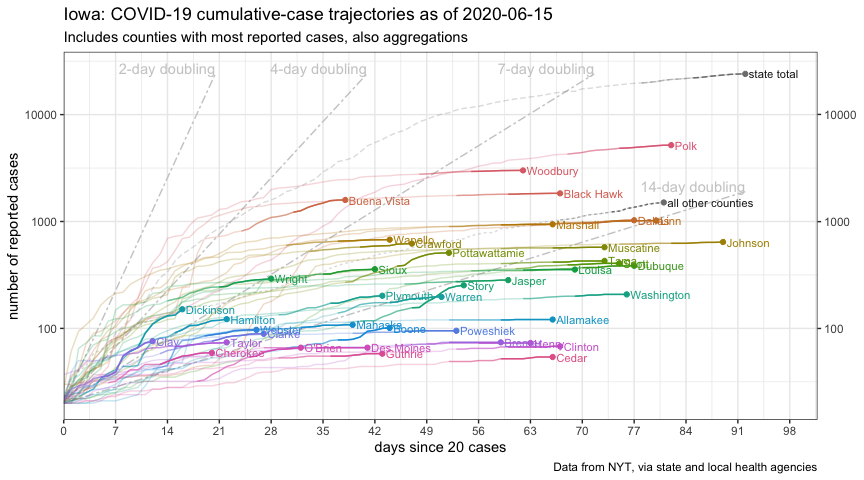 Iowa: COVID-19 cumulative-case trajectories as of 2020-06-15
Includes counties with most reported cases, also aggregations
2-day doubling
4-day doubling
7-day doubling
state total
10000
10000
Polk
Woodbury
14-day doubling
Black Hawk
Buena Vista
all other counties
1000
1000
Marshall
Wapello
Crawford
Johnson
Muscatine
Pottawattamie
Tama
Dubuque
Sioux
Louisa
Wright
Jasper
Story
Plymouth
Warren
Washington
Dickinson
Hamilton
Allamakee
Mahaska
100
100
Webster
Clarke
Boone
Poweshiek
Clay
Taylor
Clinton
O'Brien
Des Moines
Cherokee
Guthrie
Cedar
number of reported cases
0
7
14
21
28
35
42
49
56
63
70
77
84
91
98
days since 20 cases
Data from NYT, via state and local health agencies